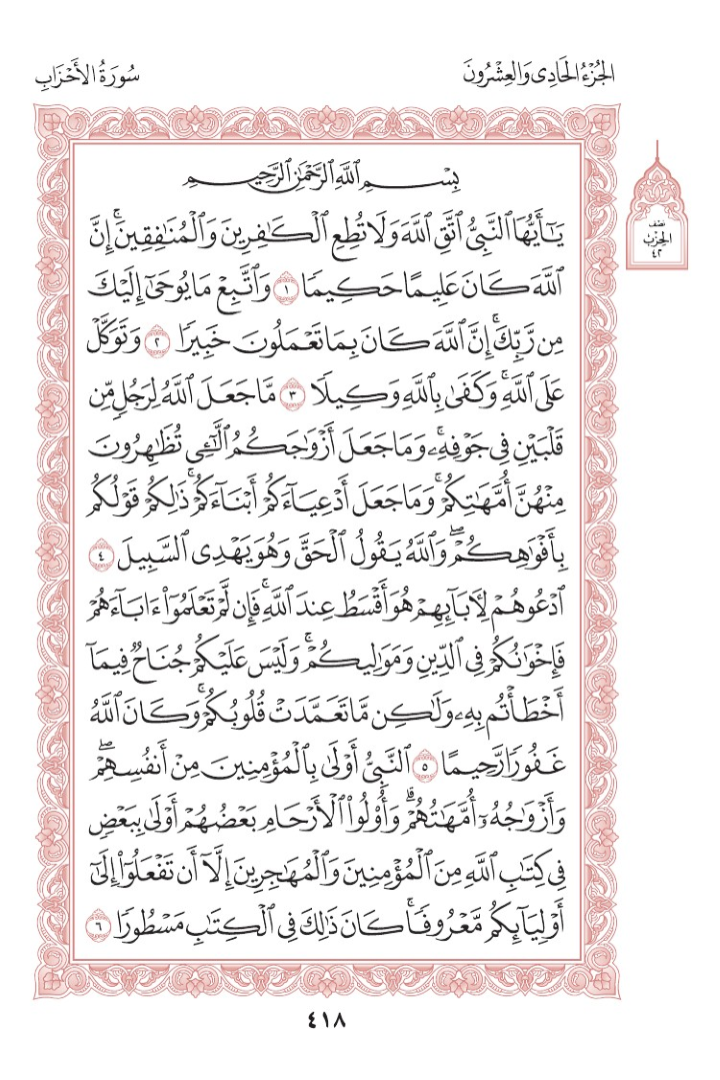 الجُزْءُ الحَادِى وَالعِشْرُونَ
سُورَةُ الأَحْزَابِ
بِسْمِ ٱللَّهِ ٱلرَّحْمَٰنِ ٱلرَّحِيمِ
يَٰٓأَيُّهَا ٱلنَّبِىُّ ٱتَّقِ ٱللَّهَ وَلَا تُطِعِ ٱلْكَٰفِرِينَ وَٱلْمُنَٰفِقِينَۗ إِنَّ
ٱللَّهَ كَانَ عَلِيمًا حَكِيمٗا ١ وَٱتَّبِعْ مَا يُوحَىٰٓ إِلَيْكَ
مِن رَّبِّكَۚ إِنَّ ٱللَّهَ كَانَ بِمَا تَعْمَلُونَ خَبِيرٗا ٢ وَتَوَكَّلْ
عَلَى ٱللَّهِۚ وَكَفَىٰ بِٱللَّهِ وَكِيلٗا ٣ مَّا جَعَلَ ٱللَّهُ لِرَجُلٖ مِّن
قَلْبَيْنِ فِى جَوْفِهِۦۚ وَمَا جَعَلَ أَزْوَٰجَكُمُ ٱلَّٰٓـِٔى تُظَٰهِرُونَ
مِنْهُنَّ أُمَّهَٰتِكُمْۚ وَمَا جَعَلَ أَدْعِيَآءَكُمْ أَبْنَآءَكُمْۚ ذَٰلِكُمْ قَوْلُكُم
بِأَفْوَٰهِكُمْۖ وَٱللَّهُ يَقُولُ ٱلْحَقَّ وَهُوَ يَهْدِى ٱلسَّبِيلَ ٤
ٱدْعُوهُمْ لِأٓبَآئِهِمْ هُوَ أَقْسَطُ عِندَ ٱللَّهِۚ فَإِن لَّمْ تَعْلَمُوٓا۟ ءَابَآءَهُمْ
فَإِخْوَٰنُكُمْ فِى ٱلدِّينِ وَمَوَٰلِيكُمْۚ وَلَيْسَ عَلَيْكُمْ جُنَاحٞ فِيمَآ
أَخْطَأْتُم بِهِۦ وَلَٰكِن مَّا تَعَمَّدَتْ قُلُوبُكُمْۚ وَكَانَ ٱللَّهُ
غَفُورٗا رَّحِيمًا ٥ ٱلنَّبِىُّ أَوْلَىٰ بِٱلْمُؤْمِنِينَ مِنْ أَنفُسِهِمْۖ
وَأَزْوَٰجُهُۥٓ أُمَّهَٰتُهُمْۗ وَأُو۟لُوا۟ ٱلْأَرْحَامِ بَعْضُهُمْ أَوْلَىٰ بِبَعْضٖ
فِى كِتَٰبِ ٱللَّهِ مِنَ ٱلْمُؤْمِنِينَ وَٱلْمُهَٰجِرِينَ إِلَّآ أَن تَفْعَلُوٓا۟ إِلَىٰٓ
أَوْلِيَآئِكُم مَّعْرُوفٗاۚ كَانَ ذَٰلِكَ فِى ٱلْكِتَٰبِ مَسْطُورٗا ٦
نصف
الحزب
٤٢
٤١٨